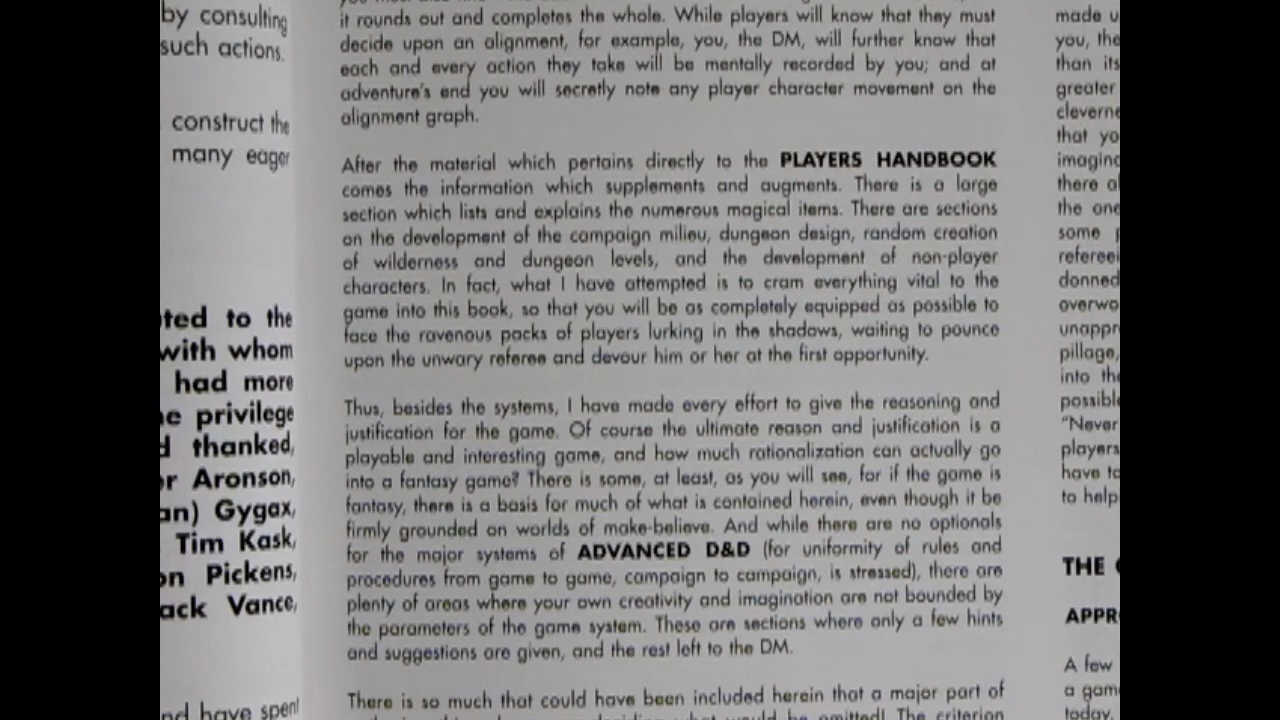 by consulting
such actions.
construct the
many eager
ted to the
with whom
had more
privilege
thanked,
Aronson,
Gygax,
Tim Kask,
Pickens,
Vance,
have spent
it rounds out and completes the whole. While players will know that they must
decide upon an alignment, for example, you, the DM, will further know that
each and every action they take will be mentally recorded by you; and at
adventure's end you will secretly note any player character movement on the
alignment graph.
After the material which pertains directly to the PLAYERS HANDBOOK
comes the information which supplements and augments. There is a large
section which lists and explains the numerous magical items. There are sections
on the development of the campaign milieu, dungeon design, random creation
of wilderness and dungeon levels, and the development of non-player
characters. In fact, what I have attempted is to cram everything vital to the
game into this book, so that you will be as completely equipped as possible to
face the ravenous packs of players lurking in the shadows, waiting to pounce
upon the unwary referee and devour him or her at the first opportunity.
Thus, besides the systems, I have made every effort to give the reasoning and
justification for the game. Of course the ultimate reason and justification is a
playable and interesting game, and how much rationalization can actually go
into a fantasy game? There is some, at least, as you will see, for if the game is
fantasy, there is a basis for much of what is contained herein, even though it be
firmly grounded on worlds of make-believe. And while there are no optionals
for the major systems of ADVANCED D&D (for uniformity of rules and
procedures from game to game, campaign to campaign, is stressed), there are
plenty of areas where your own creativity and imagination are not bounded by
the parameters of the game system. These are sections where only a few hints
and suggestions are given, and the rest left to the DM.
There is so much that could have been included herein that a major part of
what would be omitted! The criterion
made u
you, the
than its
greater
cleverne
that yo
imagina
there al
the one
some
referee
donned
overwo
unappr
pillage,
into the
possible
"Never
players
have to
to help
THE
APPR
A few
a gam
today.